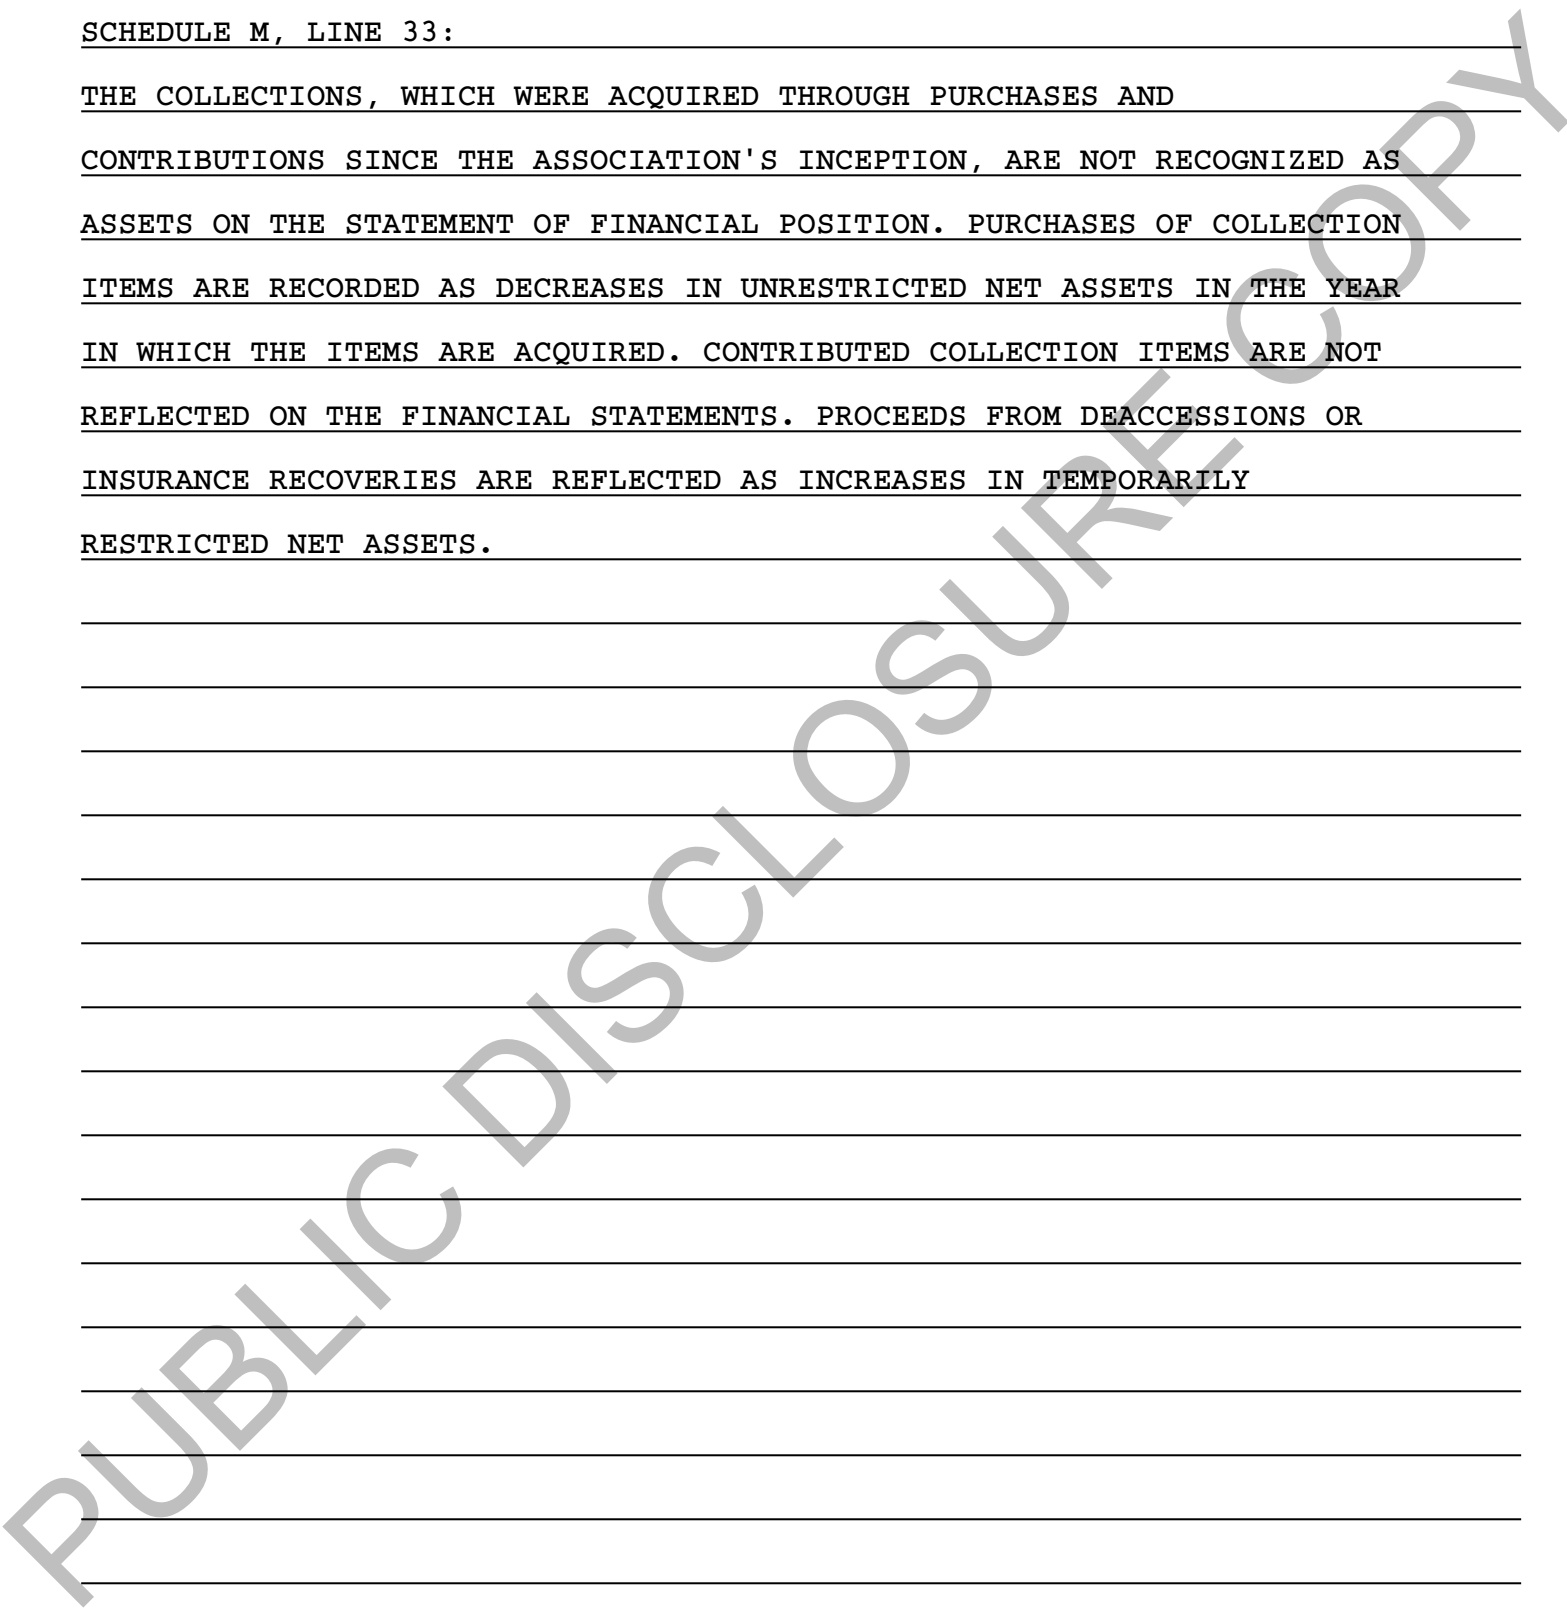 SCHEDULE M, LINE 33:
THE COLLECTIONS, WHICH WERE ACQUIRED THROUGH PURCHASES AND
CONTRIBUTIONS SINCE THE ASSOCIATION'S INCEPTION, ARE NOT RECOGNIZED AS
ASSETS ON THE STATEMENT OF FINANCIAL POSITION. PURCHASES OF COLLECTION
ITEMS ARE RECORDED AS DECREASES IN UNRESTRICTED NET ASSETS IN THE YEAR
IN WHICH THE ITEMS ARE ACQUIRED. CONTRIBUTED COLLECTION ITEMS ARE NOT
REFLECTED ON THE FINANCIAL STATEMENTS. PROCEEDS FROM DEACCESSIONS OR
INSURANCE RECOVERIES ARE REFLECTED AS INCREASES IN TEMPORARILY
RESTRICTED NET ASSETS.
PUBLIC DISCLOSURE COPY